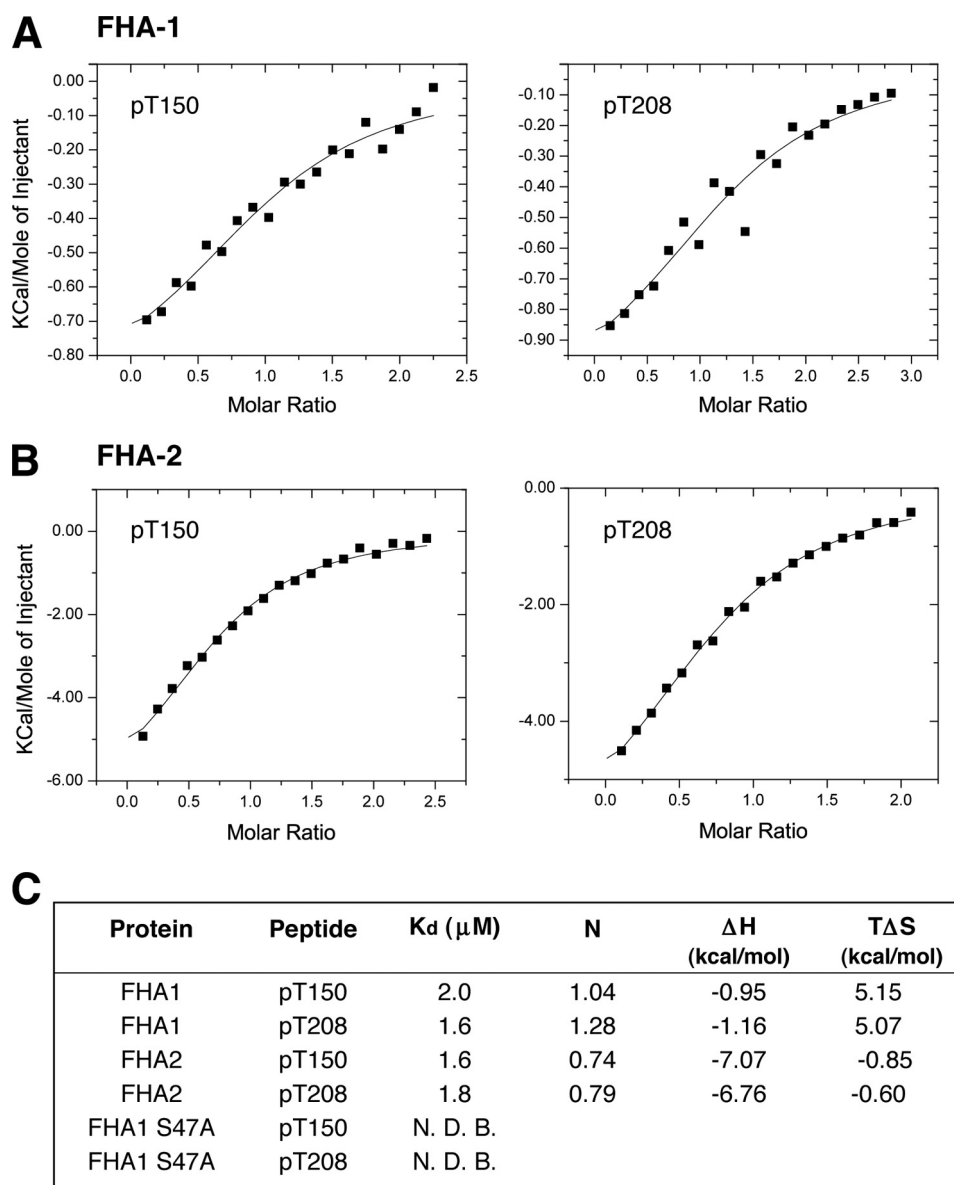 A FHA-1
pT150
KCal/Mole of Injectant
0.00
-0.10
-0.20
-0.30
-0.40
-0.50
-0.60
-0.70
-0.80
0.0 0.5 1.0 1.5 2.0 2.5
Molar Ratio
pT208
-0.10
-0.20
-0.30
-0.40
-0.50
-0.60
-0.70
-0.80
-0.90
0.0 0.5 1.0 1.5 2.0 2.5 3.0
Molar Ratio
B FHA-2
pT150
KCal/Mole of Injectant
0.00
-2.00
-4.00
-6.00
0.0 0.5 1.0 1.5 2.0 2.5
Molar Ratio
pT208
0.00
-2.00
-4.00
0.0 0.5 1.0 1.5 2.0
Molar Ratio
C
Protein Peptide Kd (μM) N ΔH (kcal/mol) TΔS (kcal/mol)
FHA1 pT150 2.0 1.04 -0.95 5.15
FHA1 pT208 1.6 1.28 -1.16 5.07
FHA2 pT150 1.6 0.74 -7.07 -0.85
FHA2 pT208 1.8 0.79 -6.76 -0.60
FHA1 S47A pT150 N. D. B.
FHA1 S47A pT208 N. D. B.